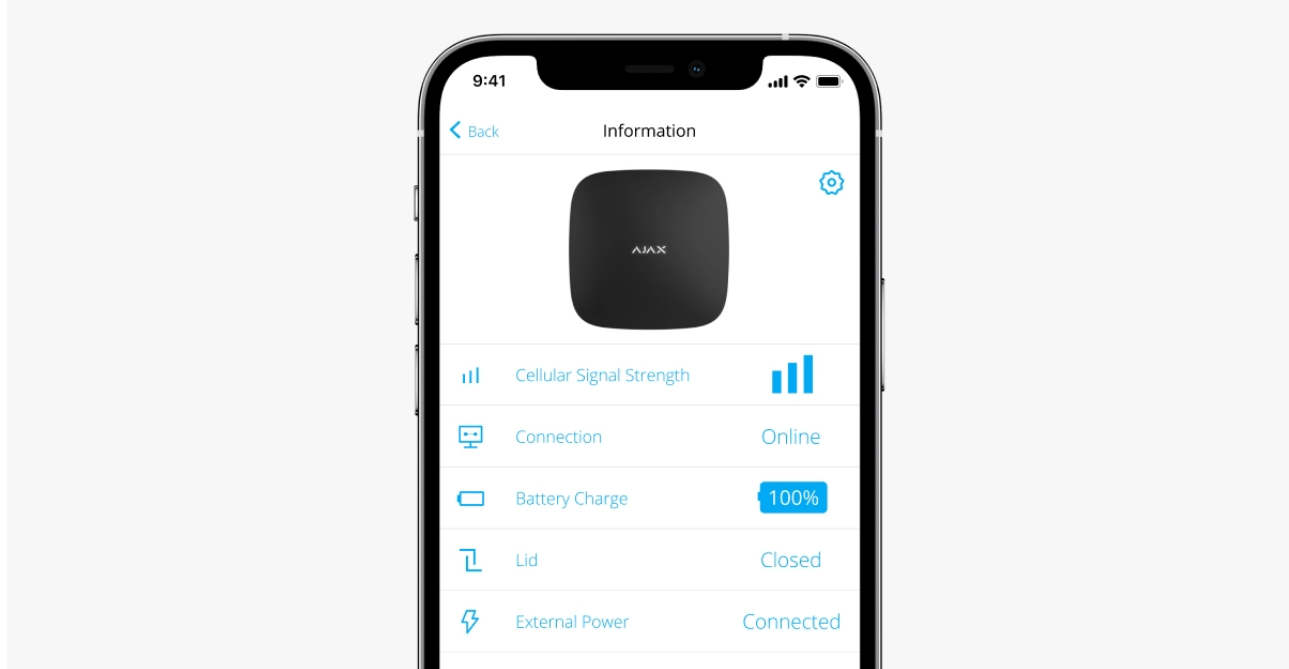 9:41
Back
Information
AJAX
Cellular Signal Strength
Connection
Online
Battery Charge
100%
Lid
Closed
External Power
Connected